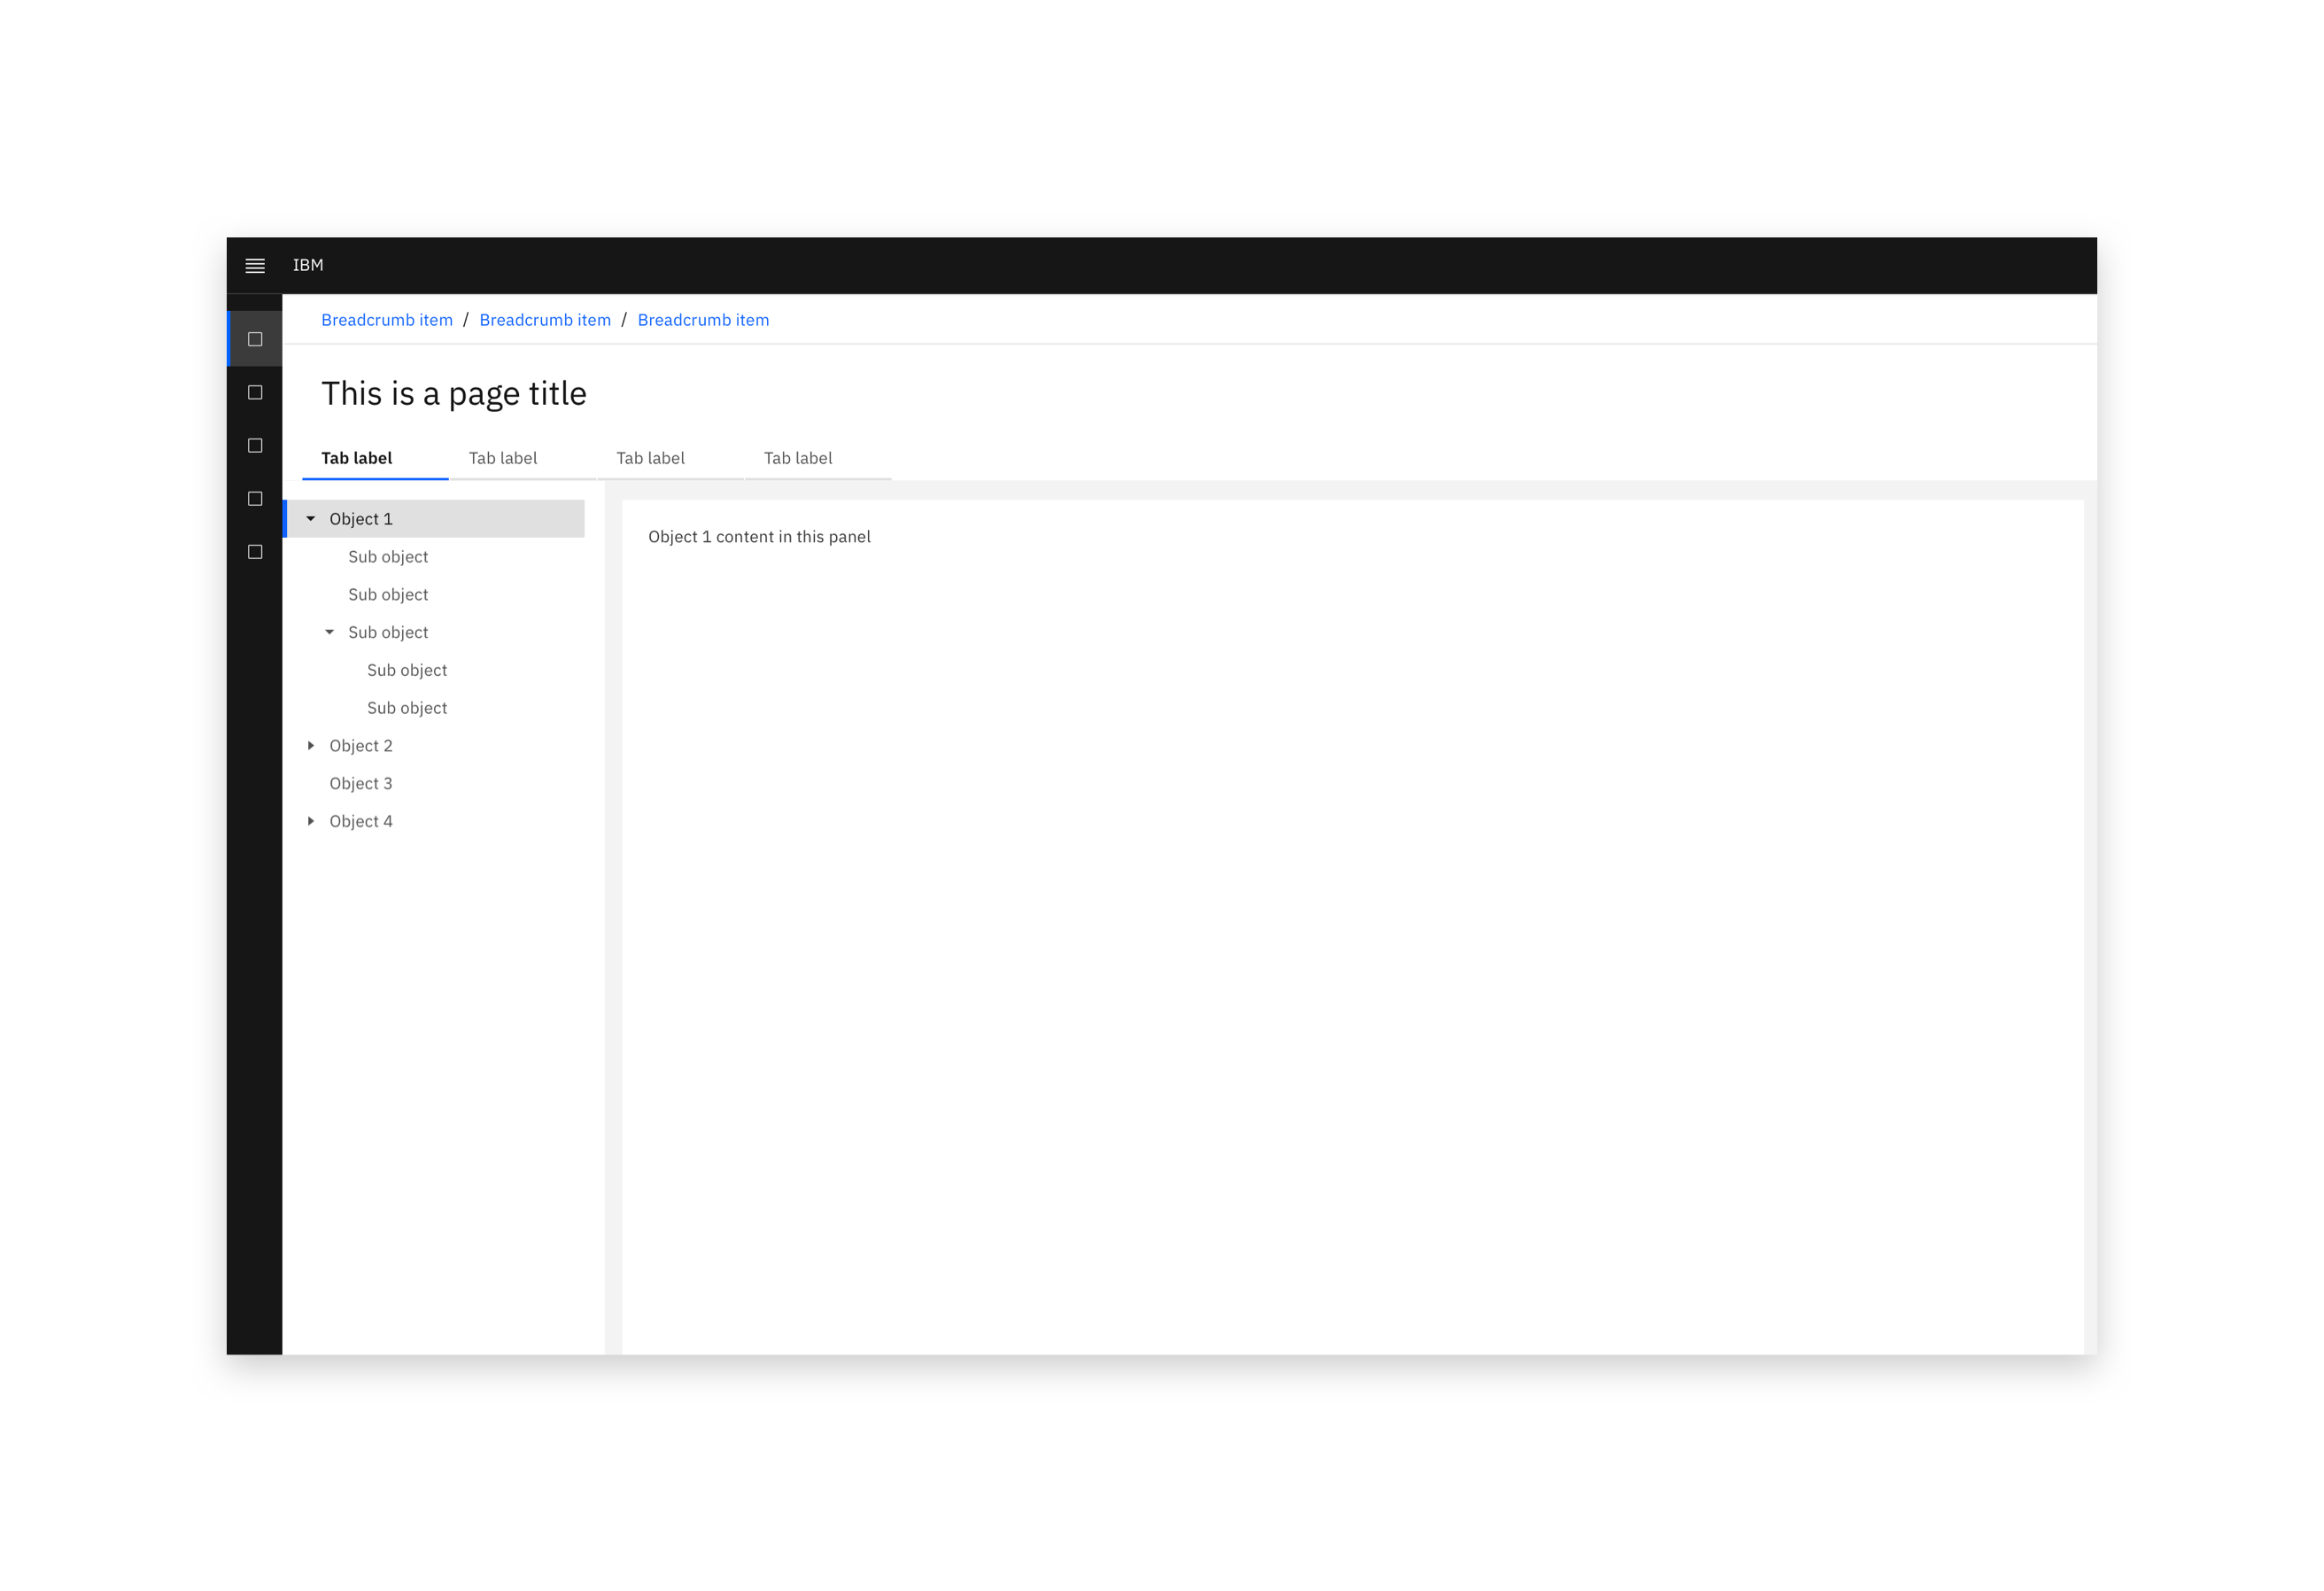 IBM
Breadcrumb item / Breadcrumb item / Breadcrumb item
This is a page title
Tab label Tab label Tab label Tab label
Object 1
Sub object
Sub object
Sub object
Sub object
Sub object
Object 2
Object 3
Object 4
Object 1 content in this panel